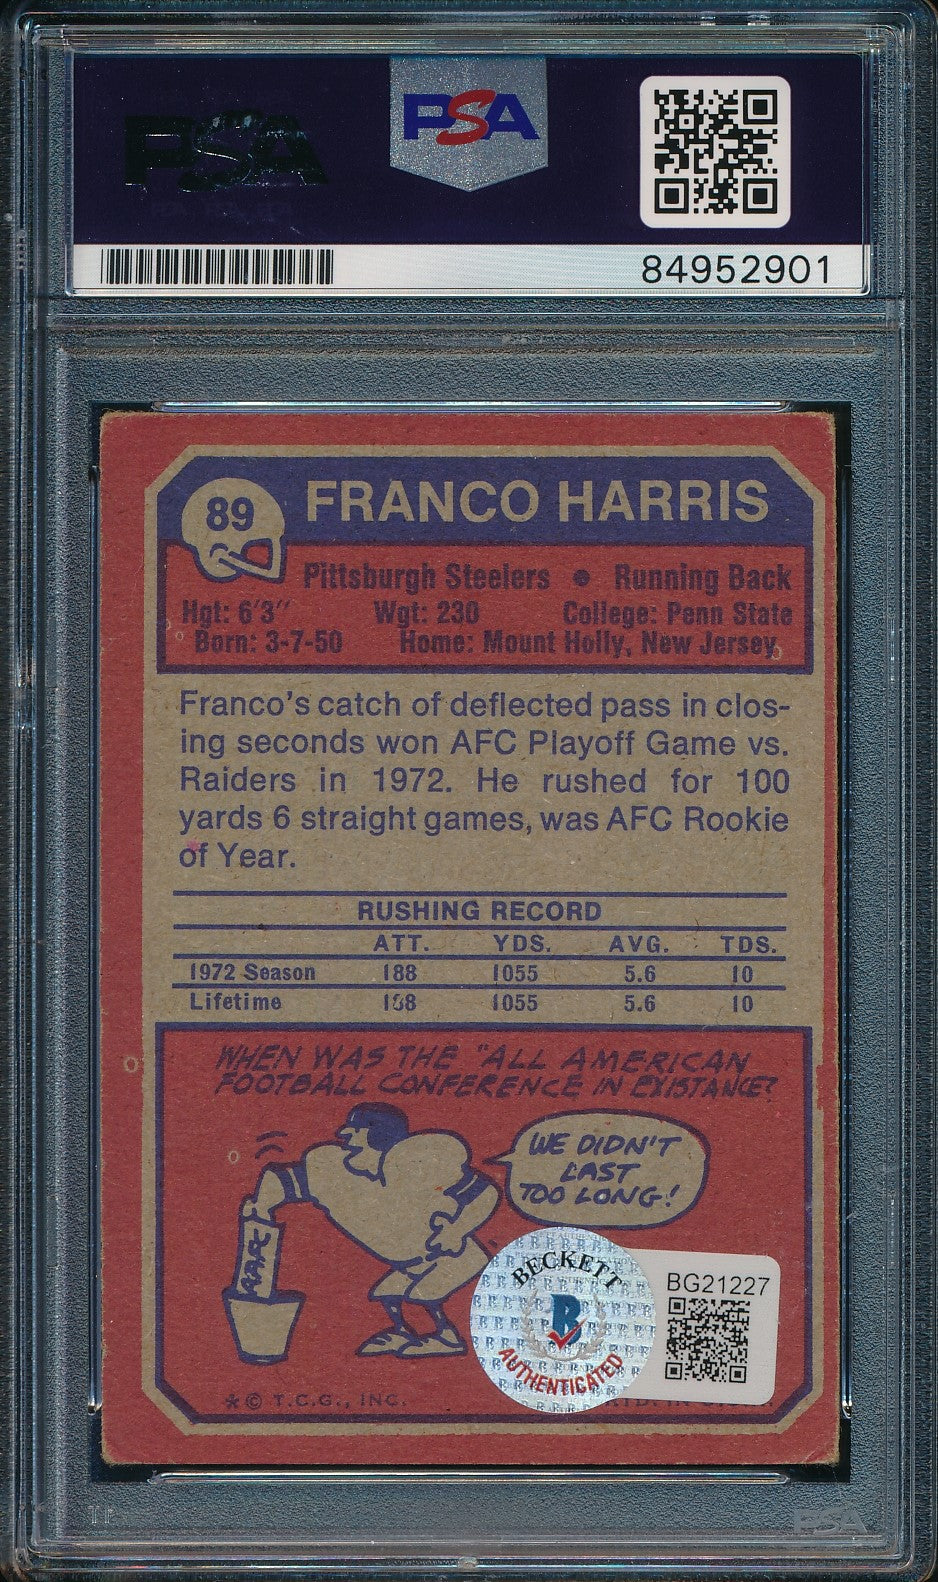 PSA
PSA
84952901
89
FRANCO HARRIS
Pittsburgh Steelers • Running Back
Hgt: 6'3" Wgt: 230 College: Penn State
Born: 3-7-50 Home: Mount Holly, New Jersey
Franco's catch of deflected pass in clos-
ing seconds won AFC Playoff Game vs.
Raiders in 1972. He rushed for 100
yards 6 straight games, was AFC Rookie
of Year.
RUSHING RECORD
ATT. YDS. AVG. TDS.
1972 Season 188 1055 5.6 10
Lifetime 188 1055 5.6 10
WHEN WAS THE "ALL AMERICAN
FOOTBALL CONFERENCE IN EXISTANCE?
WE DIDN'T
LAST
TOO LONG!
A.A.F.C.
BECKETT
B
AUTHENTICATED
BG21227
* © T.C.G., INC.
PSA